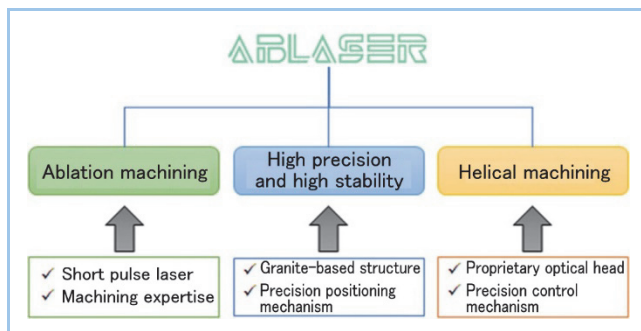 ABLASER
Ablation machining
High precision
and high stability
Helical machining
✓ Short pulse laser
✓ Machining expertise
✓ Granite-based structure
✓ Precision positioning
mechanism
✓ Proprietary optical head
✓ Precision control
mechanism